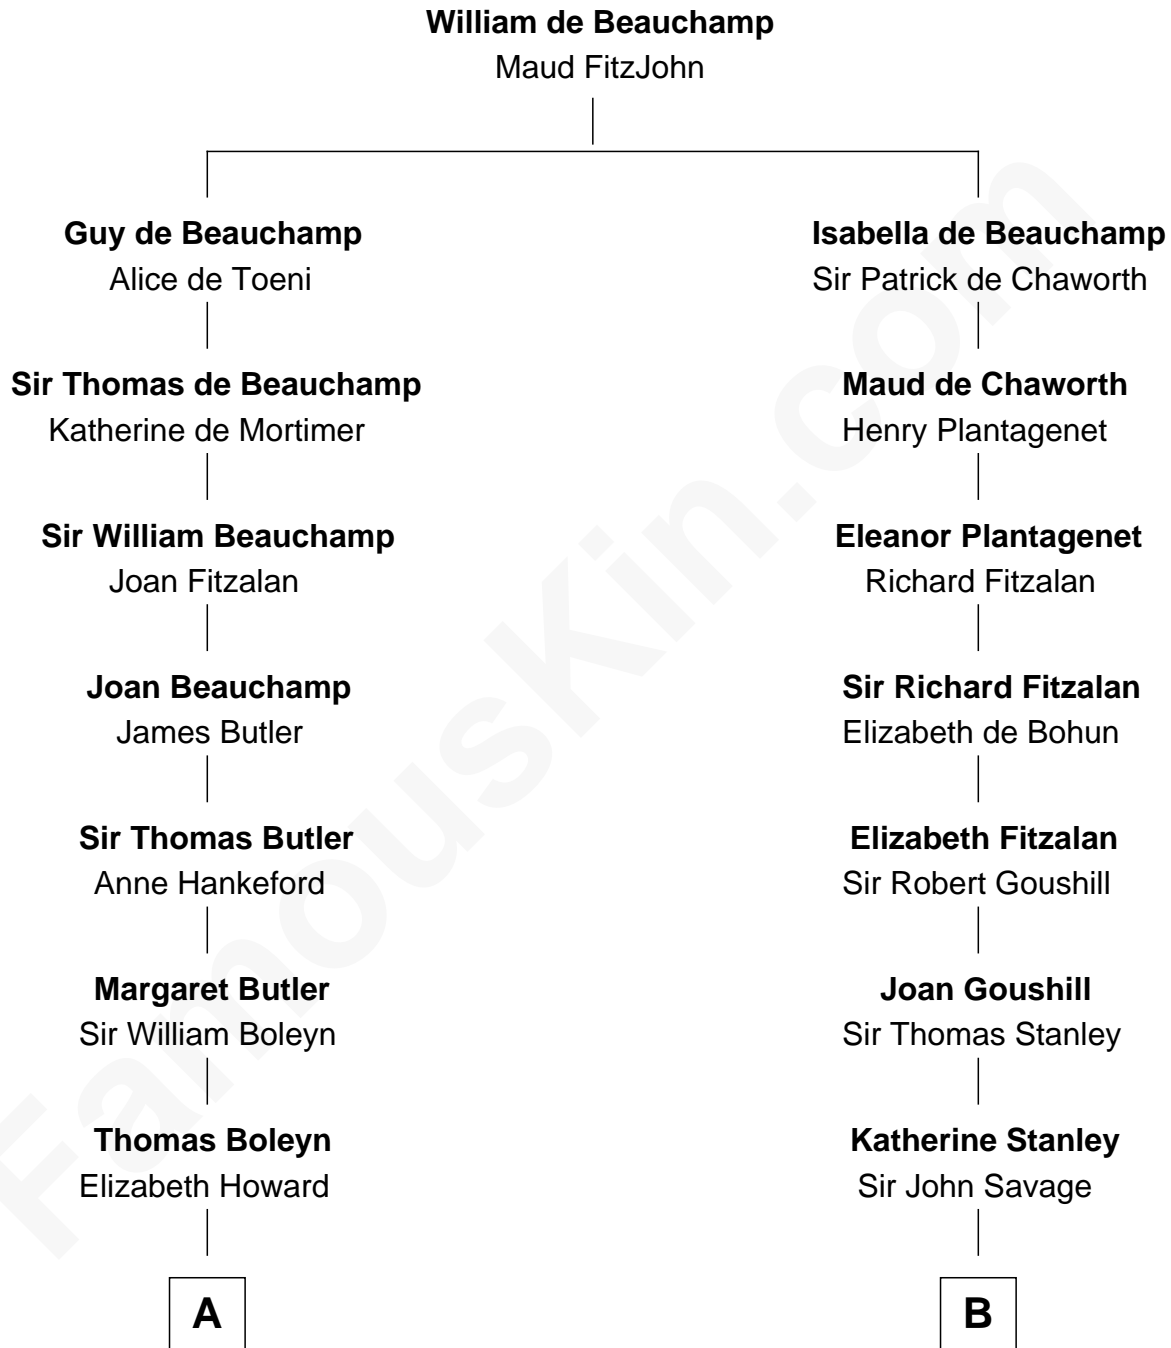 William de Beauchamp
Maud FitzJohn
Guy de Beauchamp
Alice de Toeni
Isabella de Beauchamp
Sir Patrick de Chaworth
Sir Thomas de Beauchamp
Katherine de Mortimer
Maud de Chaworth
Henry Plantagenet
Sir William Beauchamp
Joan Fitzalan
Eleanor Plantagenet
Richard Fitzalan
Joan Beauchamp
James Butler
Sir Richard Fitzalan
Elizabeth de Bohun
Sir Thomas Butler
Anne Hankeford
Elizabeth Fitzalan
Sir Robert Goushill
Margaret Butler
Sir William Boleyn
Joan Goushill
Sir Thomas Stanley
Thomas Boleyn
Elizabeth Howard
Katherine Stanley
Sir John Savage
A
B
FamousKin.com